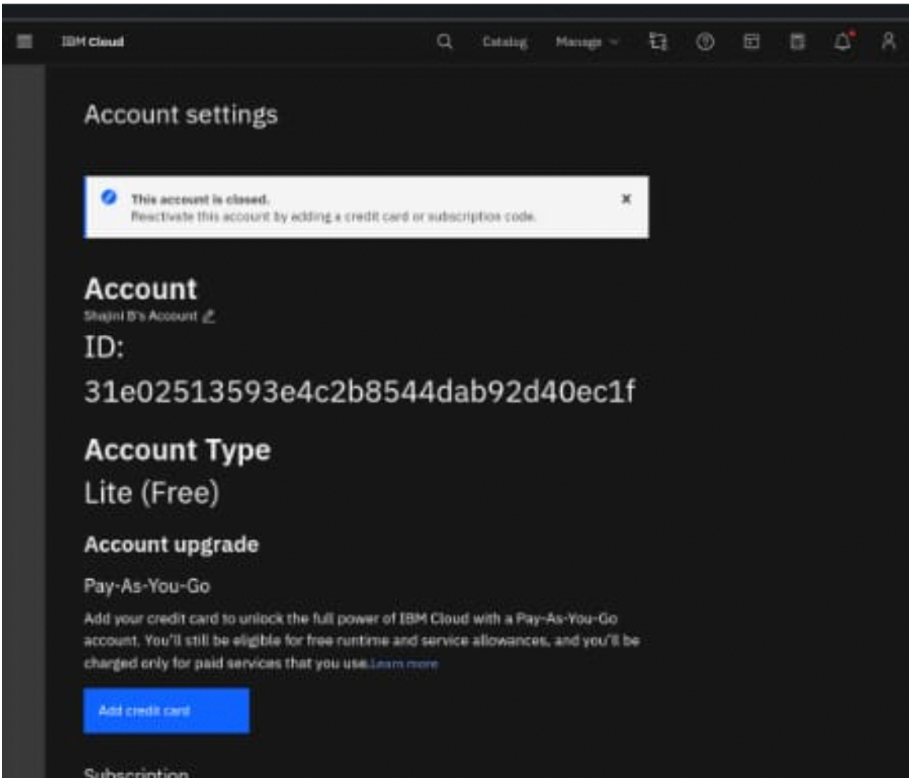 IBM Cloud
Catalog
Manage
Account settings
This account is closed.
Reactivate this account by adding a credit card or subscription code.
Account
Shajini B's Account
ID:
31e02513593e4c2b8544dab92d40ec1f
Account Type
Lite (Free)
Account upgrade
Pay-As-You-Go
Add your credit card to unlock the full power of IBM Cloud with a Pay-As-You-Go
account. You'll still be eligible for free runtime and service allowances, and you'll be
charged only for paid services that you use.Learn more
Add credit card
Subscription